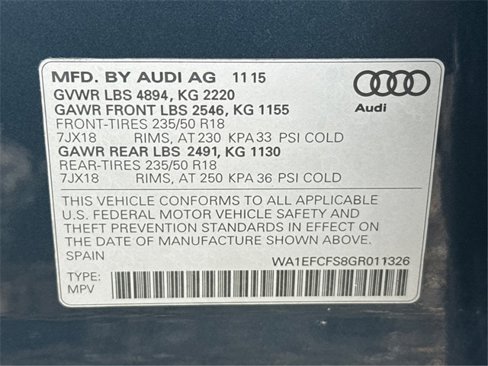 MFD. BY AUDI AG 11 15
GVWR LBS 4894, KG 2220
GAWR FRONT LBS 2546, KG 1155
FRONT-TIRES 235/50 R18
7JX18 RIMS, AT 230 KPA 33 PSI COLD
GAWR REAR LBS 2491, KG 1130
REAR-TIRES 235/50 R18
7JX18 RIMS, AT 250 KPA 36 PSI COLD
Audi
THIS VEHICLE CONFORMS TO ALL APPLICABLE
U.S. FEDERAL MOTOR VEHICLE SAFETY AND
THEFT PREVENTION STANDARDS IN EFFECT
ON THE DATE OF MANUFACTURE SHOWN ABOVE.
SPAIN WA1EFCFS8GR011326
TYPE:
MPV